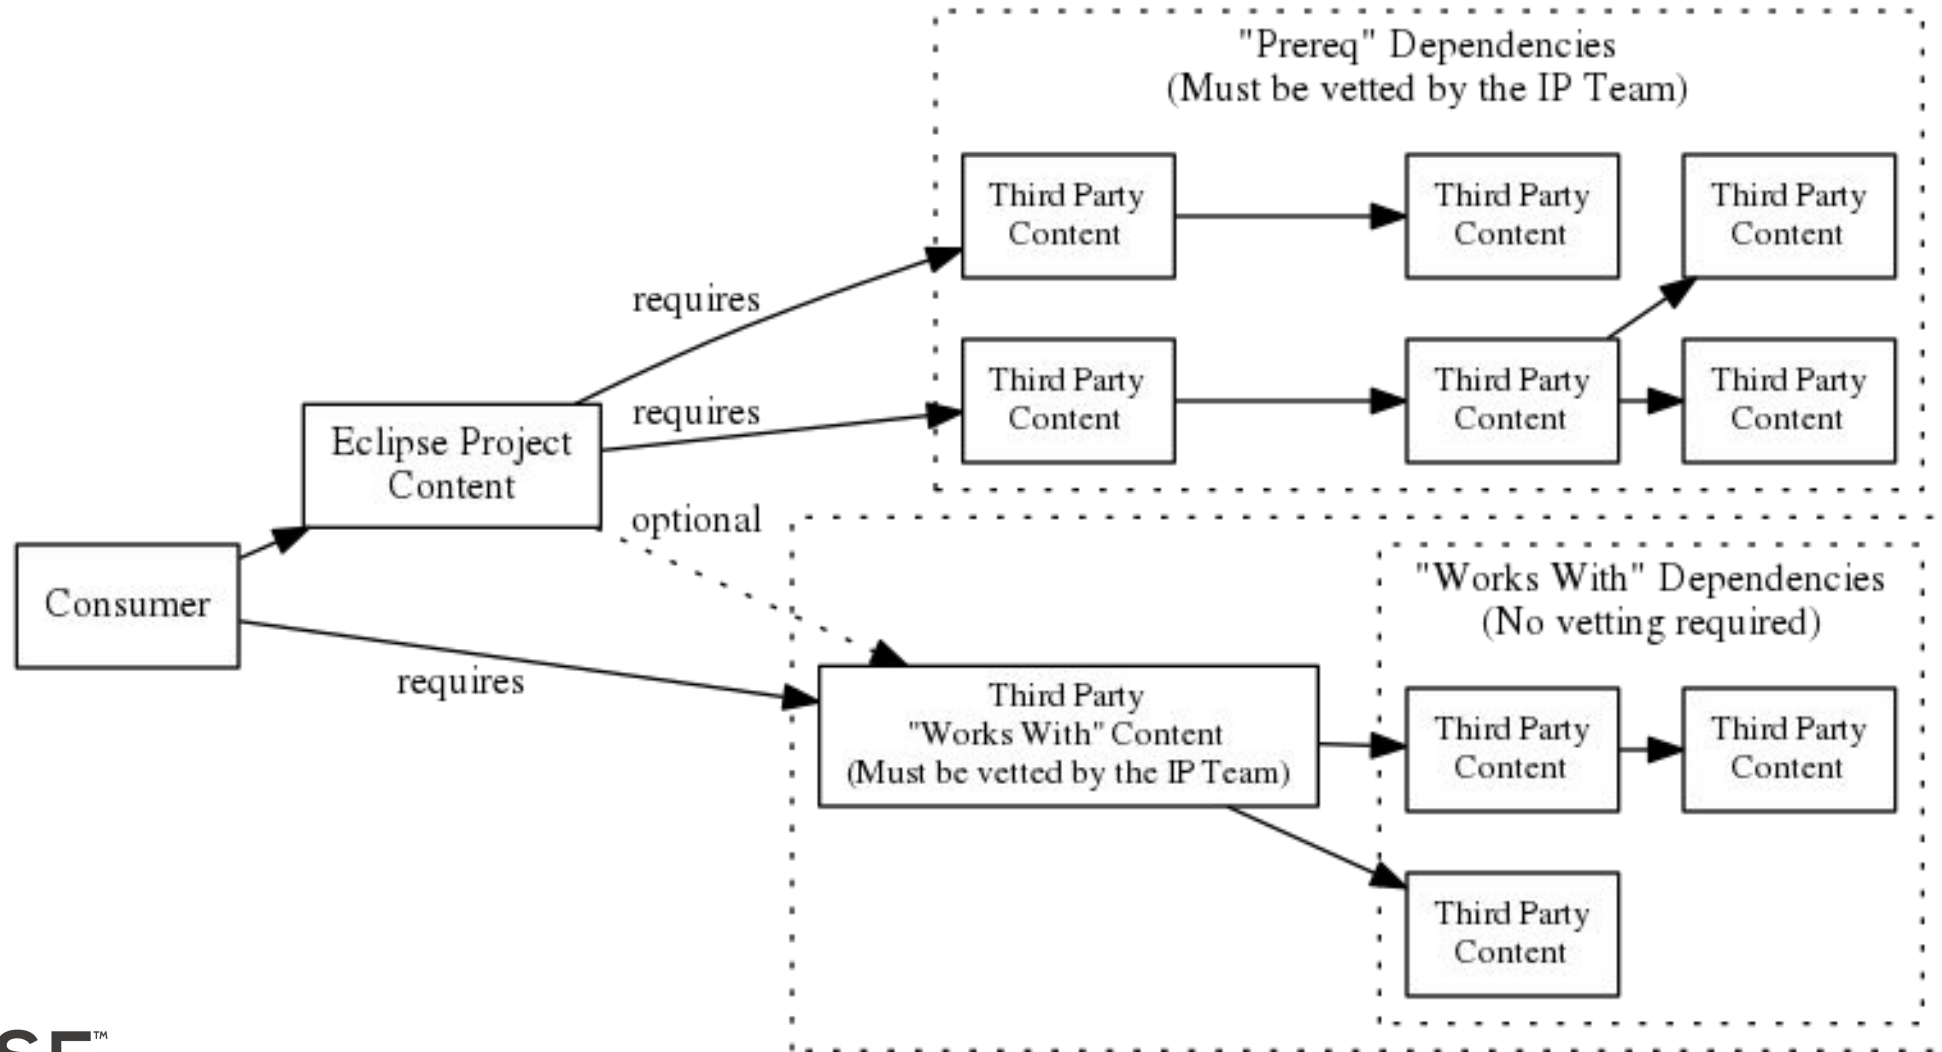 "Prereq" Dependencies
(Must be vetted by the IP Team)
Third Party
Content
Third Party
Content
Third Party
Content
requires
Third Party
Content
Third Party
Content
Third Party
Content
requires
Eclipse Project
Content
optional
Consumer
"Works With" Dependencies
(No vetting required)
requires
Third Party
"Works With" Content
(Must be vetted by the IP Team)
Third Party
Content
Third Party
Content
Third Party
Content